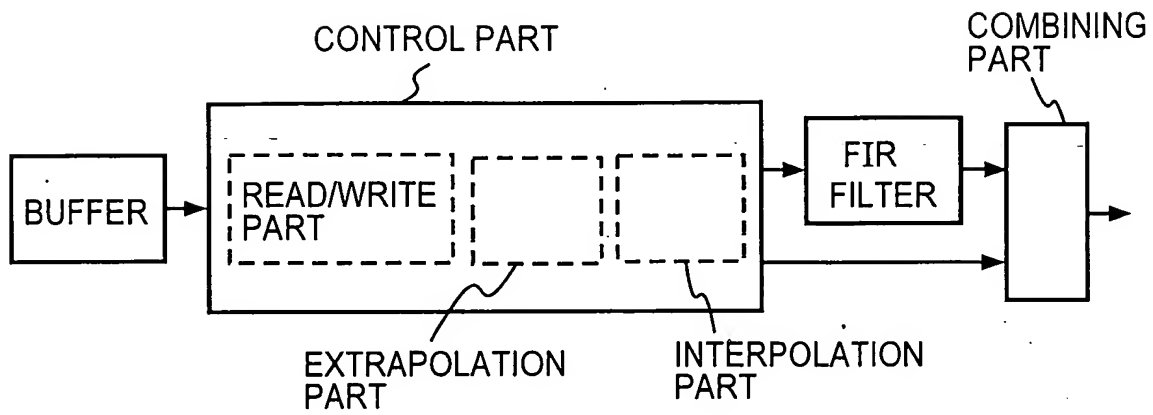 CONTROL PART
COMBINING
PART
BUFFER
READ/WRITE
PART
FIR
FILTER
EXTRAPOLATION
PART
INTERPOLATION
PART